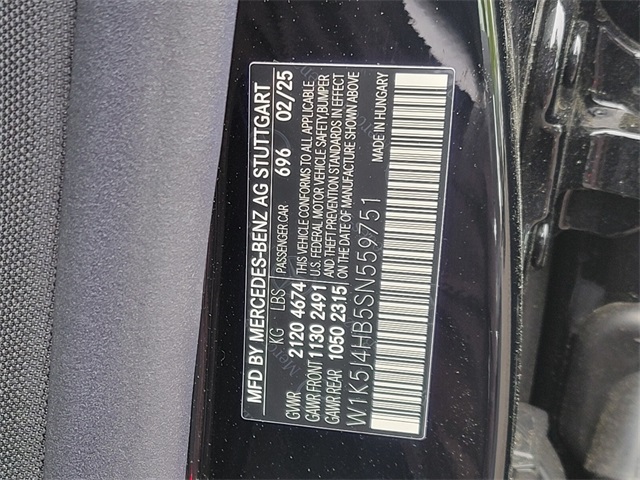 MFD BY MERCEDES-BENZ AG STUTTGART
KG LBS PASSENGER CAR 696 02/25
GVWR 2120 4674 THIS VEHICLE CONFORMS TO ALL APPLICABLE
GAWR FRONT 1130 2491 U.S. FEDERAL MOTOR VEHICLE SAFETY,BUMPER
GAWR REAR 1050 2315 AND THEFT PREVENTION STANDARDS IN EFFECT
ON THE DATE OF MANUFACTURE SHOWN ABOVE
MADE IN HUNGARY
W1K5J4HB5SN559751